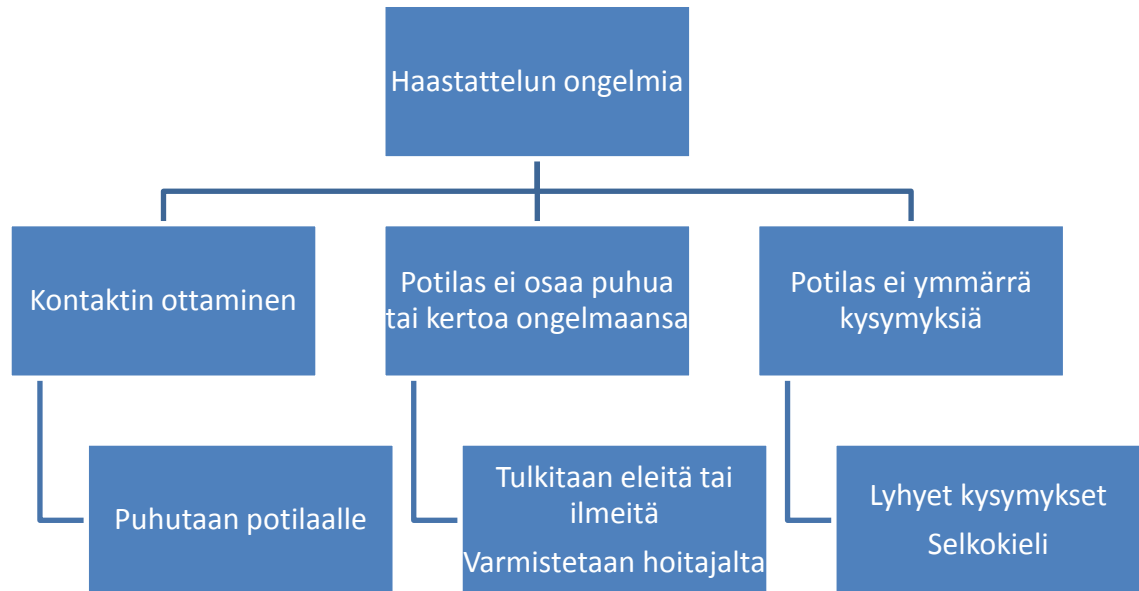 Haastattelun ongelmia
Kontaktin ottaminen
Potilas ei osaa puhua
tai kertoa ongelmaansa
Potilas ei ymmärrä
kysymyksiä
Puhutaan potilaalle
Tulkitaan eleitä tai
ilmeitä
Varmistetaan hoitajalta
Lyhyet kysymykset
Selkokieli